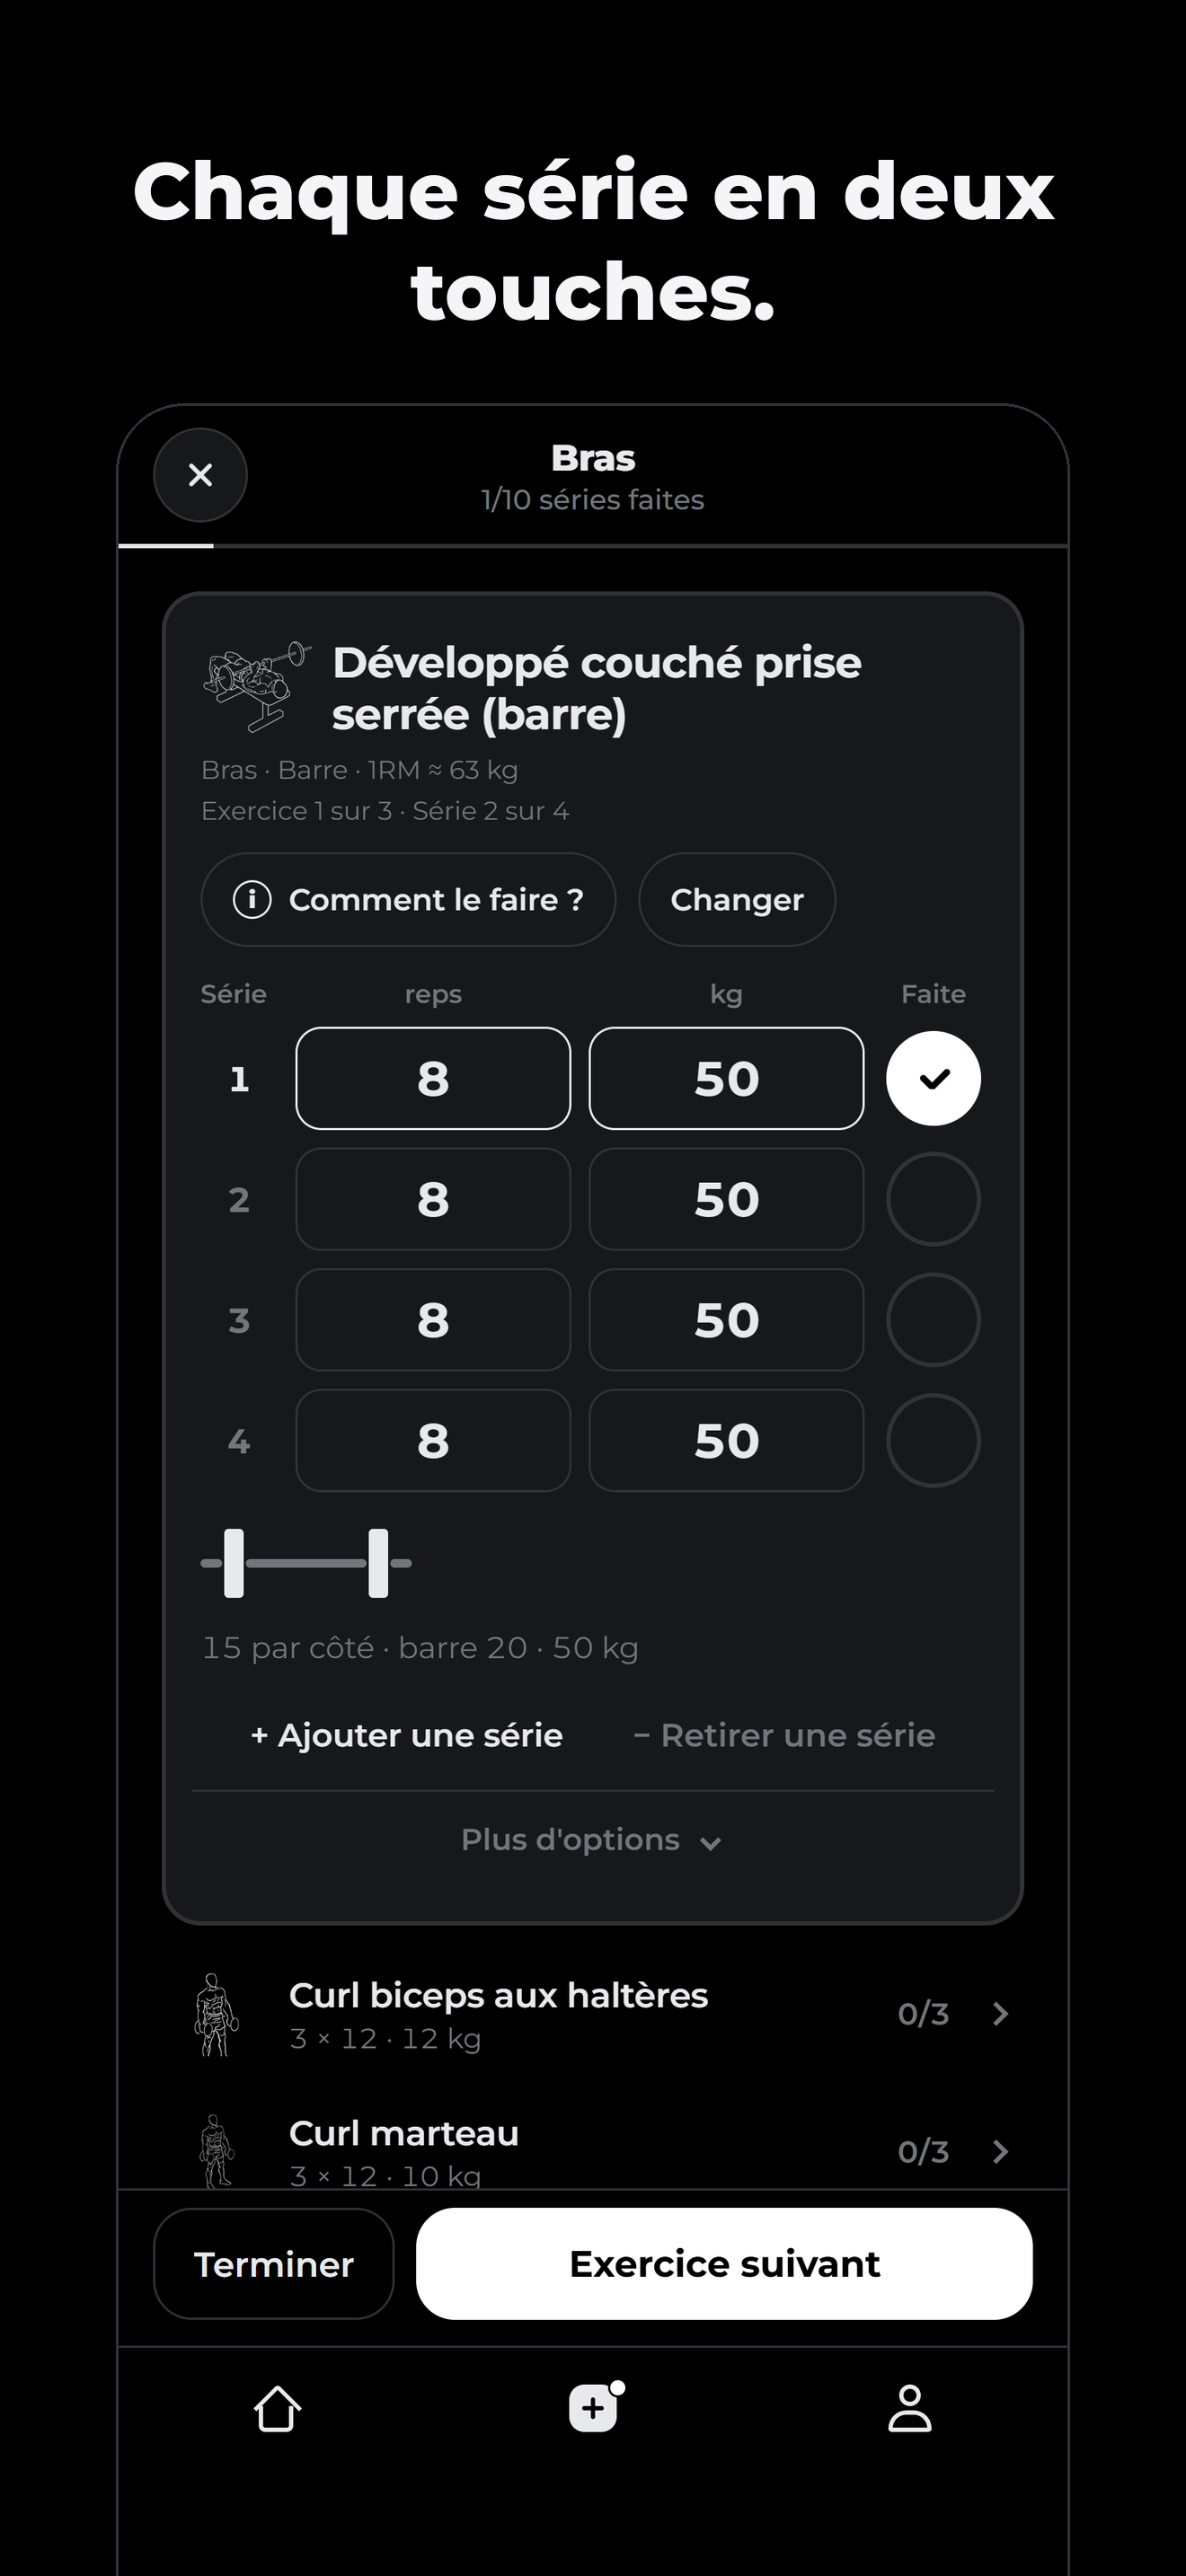 Chaque série en deux
touches.
Bras
1/10 séries faites
Développé couché prise
serrée (barre)
Bras · Barre · 1RM ≈ 63 kg
Exercice 1 sur 3 · Série 2 sur 4
i Comment le faire ? Changer
Série reps kg Faite
1 8 50
2 8 50
3 8 50
4 8 50
15 par côté · barre 20 · 50 kg
+ Ajouter une série − Retirer une série
Plus d'options
Curl biceps aux haltères
3 × 12 · 12 kg
0/3
Curl marteau
3 × 12 · 10 kg
0/3
Terminer Exercice suivant